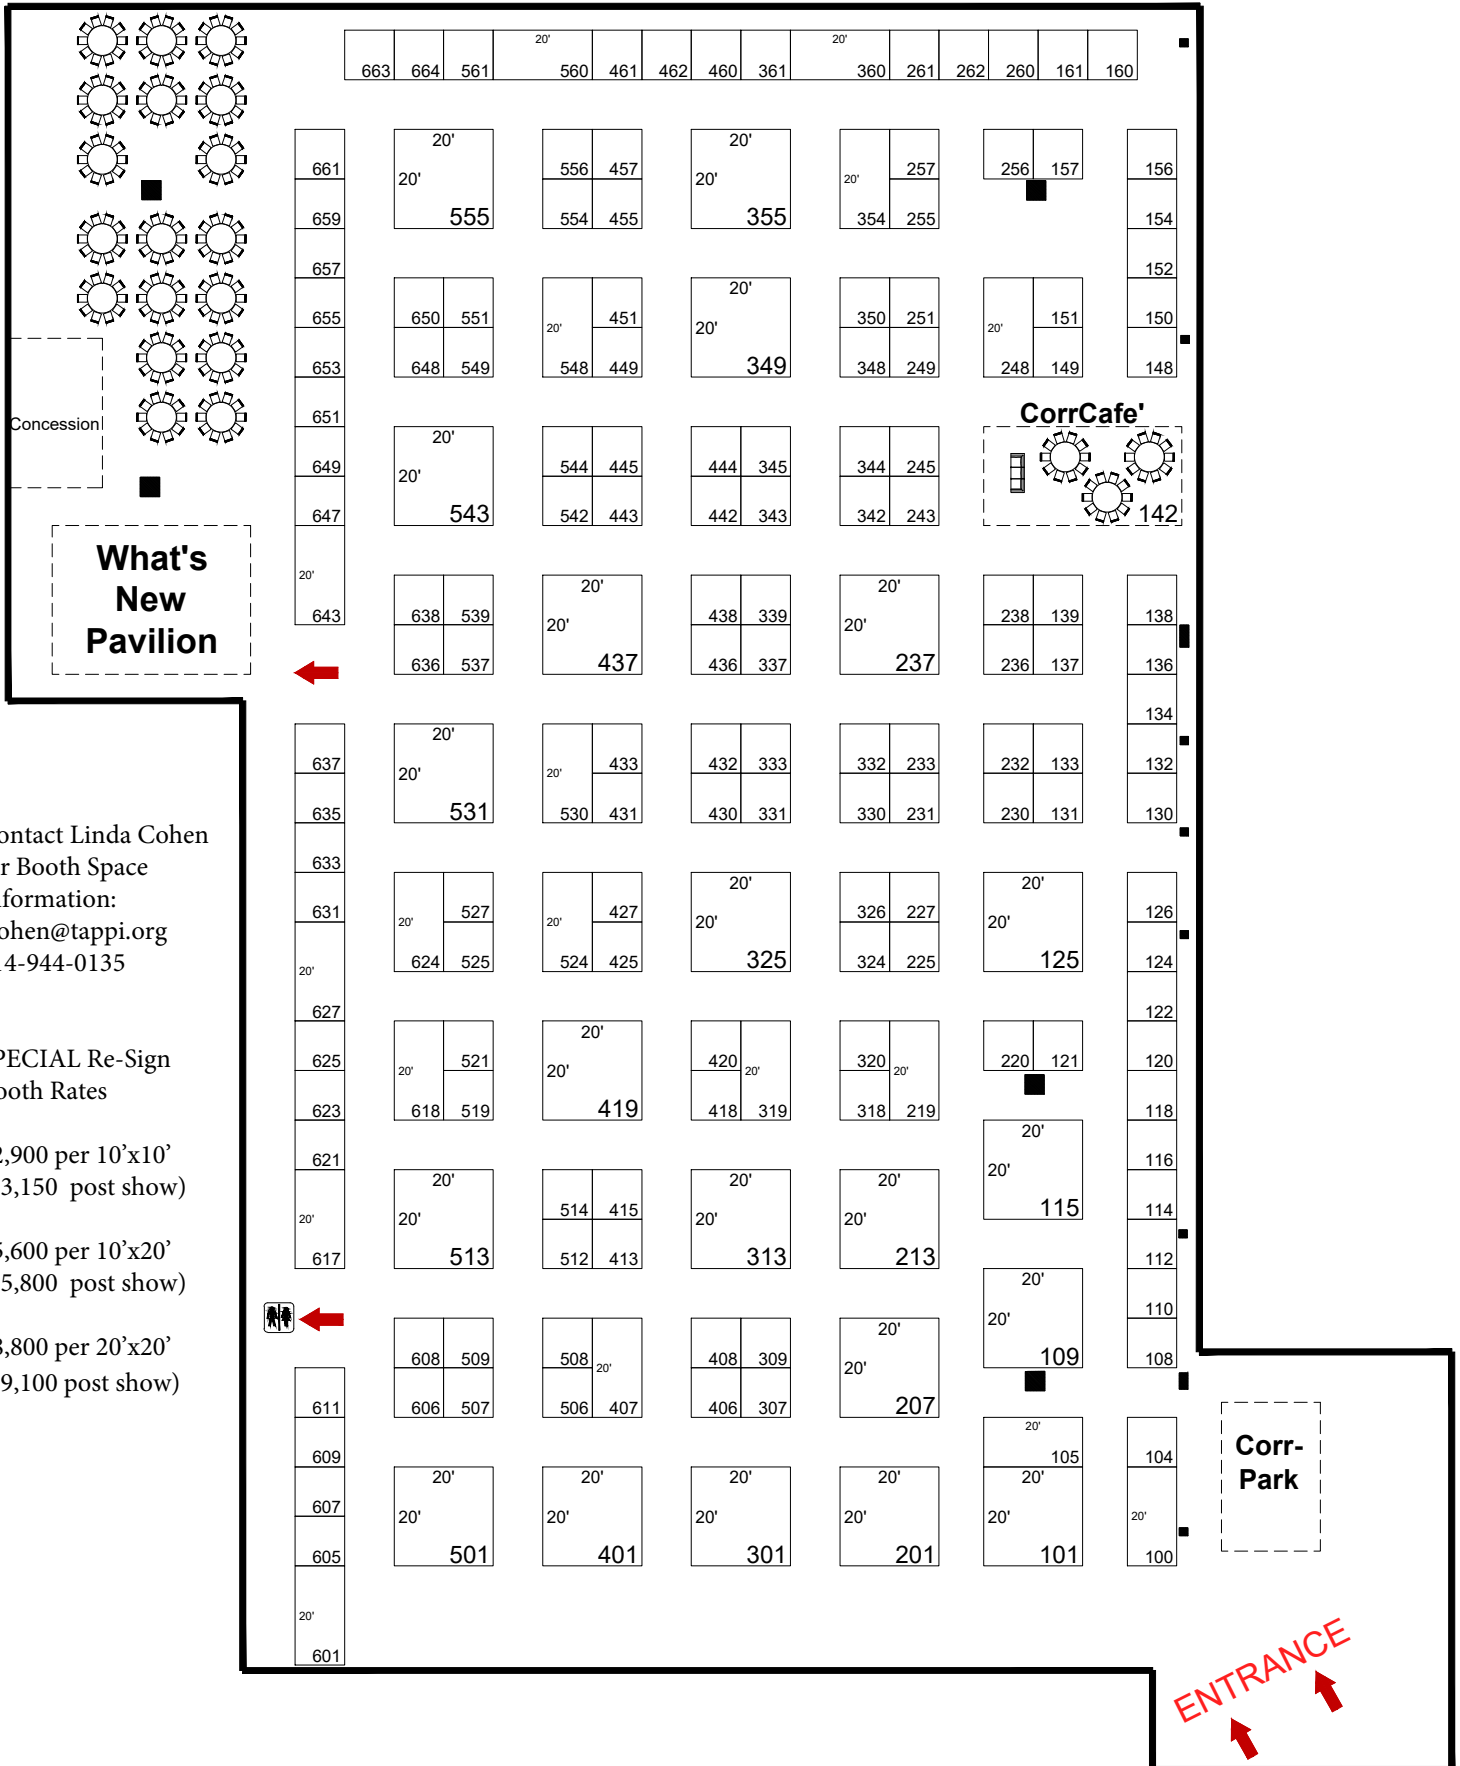 20' 20'
663 664 561 560 461 462 460 361 360 261 262 260 161 160
20' 20'
661 20' 556 457 20' 20' 257 256 157 156
659 555 554 455 355 354 255 154
657 152
20' 20'
655 650 551 20' 451 20' 350 251 20' 151 150
653 648 549 548 449 349 348 249 248 149 148
651 CorrCafe'
Concession
20'
649 20' 544 445 444 345 344 245
647 543 542 443 442 343 342 243 142
What's
New
Pavilion
20' 20' 20'
643 638 539 20' 438 339 20' 238 139 138
636 537 437 436 337 237 236 137 136
134
20'
637 20' 20' 433 432 333 332 233 232 133 132
635 531 530 431 430 331 330 231 230 131 130
ontact Linda Cohen
r Booth Space
formation:
ohen@tappi.org
4-944-0135
633
20' 20'
631 20' 527 20' 427 20' 326 227 20' 126
624 525 524 425 325 324 225 125 124
20'
627 122
20'
625 20' 521 20' 420 20' 320 20' 220 121 120
623 618 519 419 418 319 318 219 118
PECIAL Re-Sign
ooth Rates
,900 per 10’x10’
3,150 post show)
,600 per 10’x20’
5,800 post show)
,800 per 20’x20’
9,100 post show)
621 20' 116
20' 20' 20' 20'
20' 20' 514 415 20' 20' 115 114
617 513 512 413 313 213 112
20'
20' 110
20'
608 509 508 20' 408 309 20' 109 108
611 606 507 506 407 406 307 207
20'
609 105 104
Corr-
Park
20' 20' 20' 20' 20'
607 20' 20' 20' 20' 20' 20'
605 501 401 301 201 101 100
20'
601
ENTRANCE